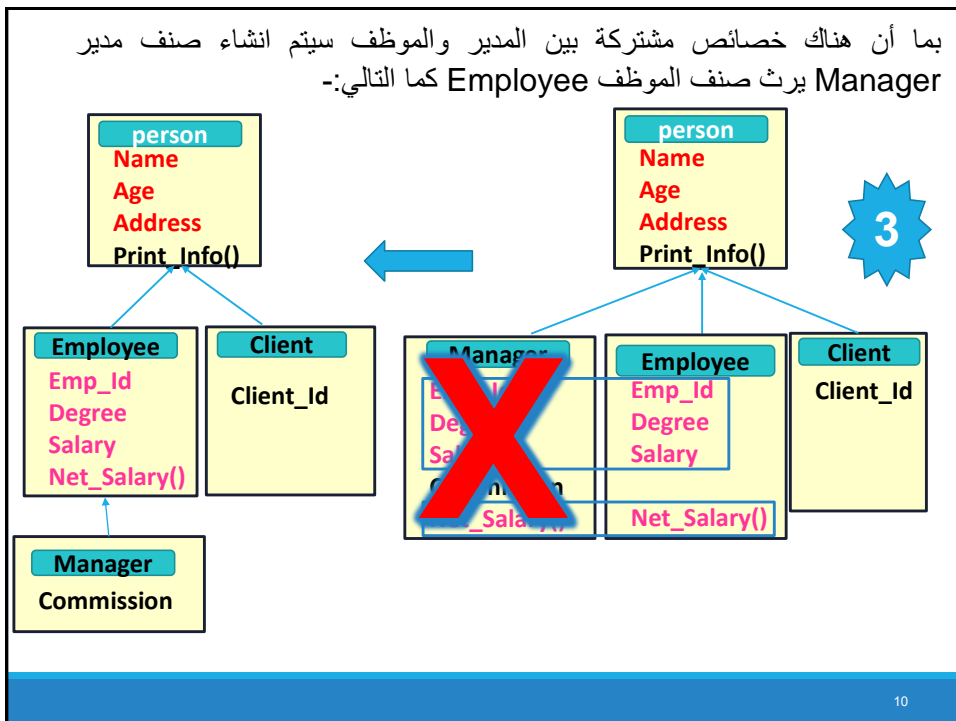 بما أن هناك خصائص مشتركة بين المدير والموظف سيتم انشاء صنف مدير
Manager يرث صنف الموظف Employee كما التالي:-
person
Name
Age
Address
Print_Info()
3
Manager
Net_Salary()
Employee
Emp_Id
Degree
Salary
Net_Salary()
Client
Client_Id
X
person
Name
Age
Address
Print_Info()
Employee
Emp_Id
Degree
Salary
Net_Salary()
Client
Client_Id
Manager
Commission
10